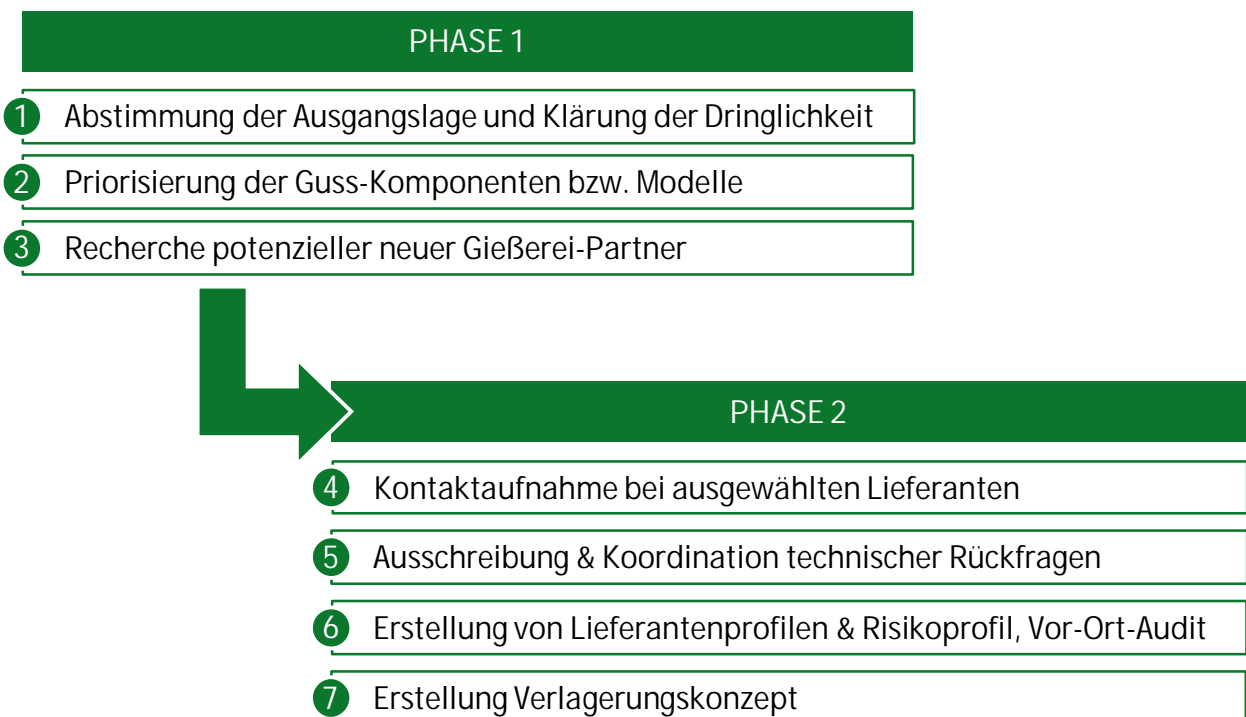 PHASE 1
1 Abstimmung der Ausgangslage und Klärung der Dringlichkeit
2 Priorisierung der Guss-Komponenten bzw. Modelle
3 Recherche potenzieller neuer Gießerei-Partner
PHASE 2
4 Kontaktaufnahme bei ausgewählten Lieferanten
5 Ausschreibung & Koordination technischer Rückfragen
6 Erstellung von Lieferantenprofilen & Risikoprofil, Vor-Ort-Audit
7 Erstellung Verlagerungskonzept